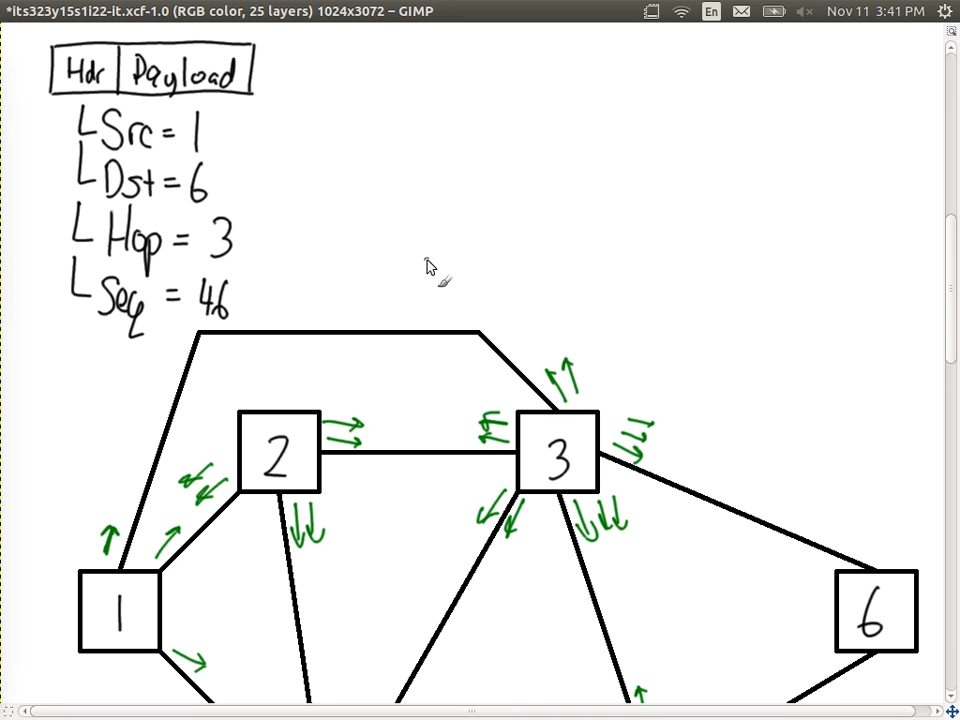 *its323y15s1i22-it.xcf-1.0 (RGB color, 25 layers) 1024x3072 – GIMP
En
Nov 11 3:41 PM
Hdr Payload
Src = 1
Dst = 6
Hop = 3
Seq = 46
2
3
1
6